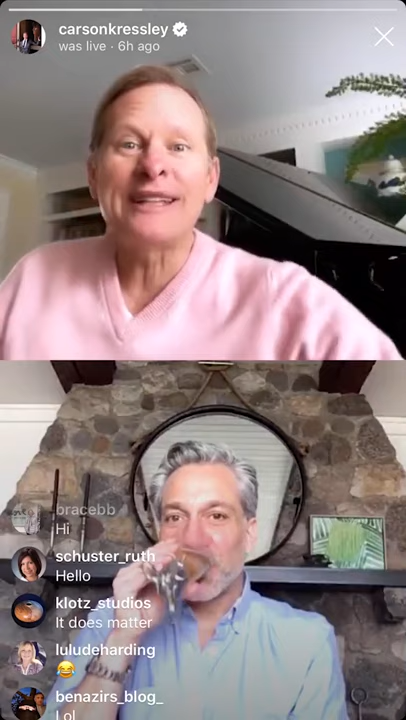 carsonkressley
was live · 6h ago
bracebb
Hi
schuster_ruth
Hello
klotz_studios
It does matter
luludeharding
😂
benazirs_blog_
Lol